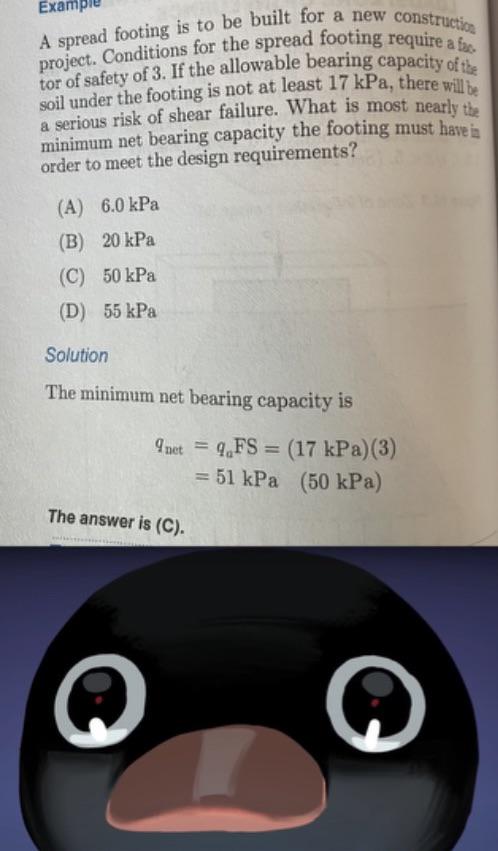 Example
A spread footing is to be built for a new construction
project. Conditions for the spread footing require a fac-
tor of safety of 3. If the allowable bearing capacity of the
soil under the footing is not at least 17 kPa, there will be
a serious risk of shear failure. What is most nearly the
minimum net bearing capacity the footing must have in
order to meet the design requirements?
(A) 6.0 kPa
(B) 20 kPa
(C) 50 kPa
(D) 55 kPa
Solution
The minimum net bearing capacity is
qnet = qaFS = (17 kPa)(3)
= 51 kPa (50 kPa)
The answer is (C).